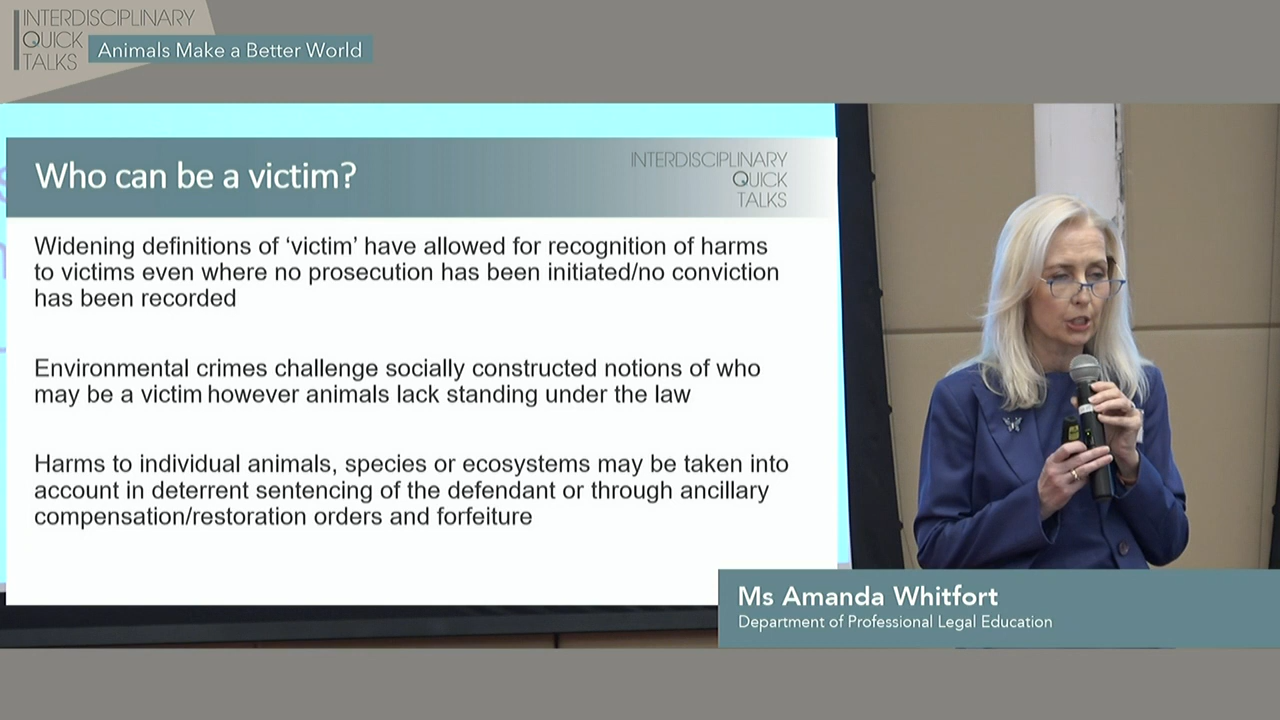 INTERDISCIPLINARY
QUICK
TALKS
Animals Make a Better World
Who can be a victim?
INTERDISCIPLINARY
QUICK
TALKS
Widening definitions of ‘victim’ have allowed for recognition of harms
to victims even where no prosecution has been initiated/no conviction
has been recorded
Environmental crimes challenge socially constructed notions of who
may be a victim however animals lack standing under the law
Harms to individual animals, species or ecosystems may be taken into
account in deterrent sentencing of the defendant or through ancillary
compensation/restoration orders and forfeiture
Ms Amanda Whitfort
Department of Professional Legal Education